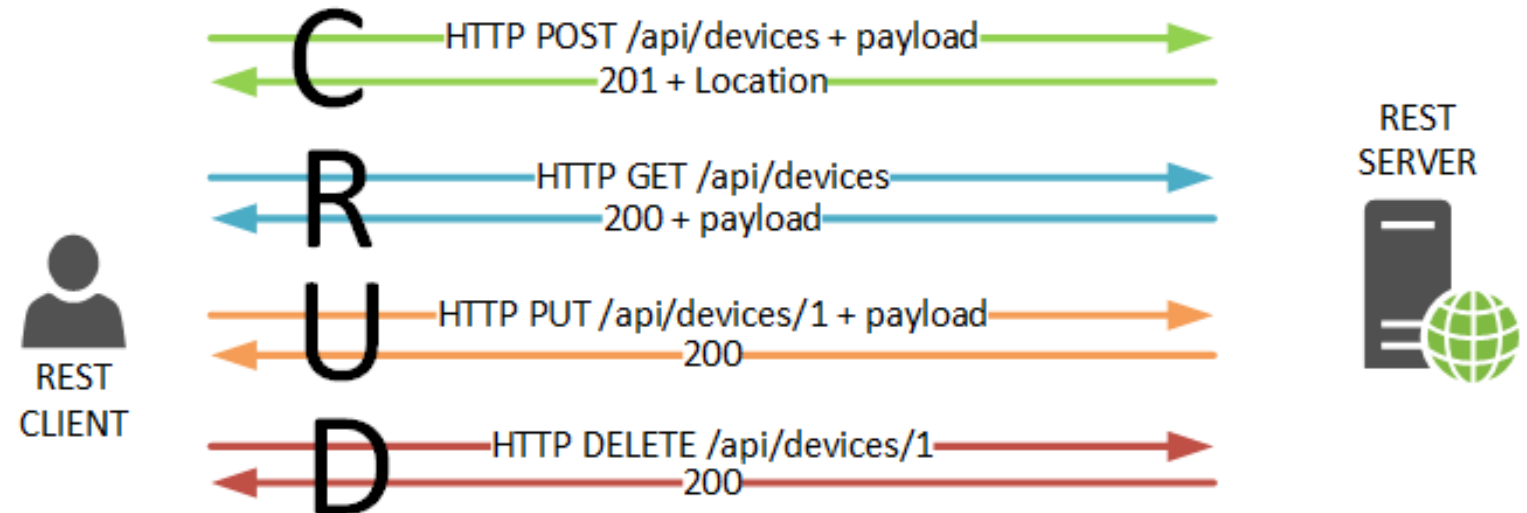 C
HTTP POST /api/devices + payload
201 + Location
R
HTTP GET /api/devices
200 + payload
U
HTTP PUT /api/devices/1 + payload
200
D
HTTP DELETE /api/devices/1
200
REST
CLIENT
REST
SERVER